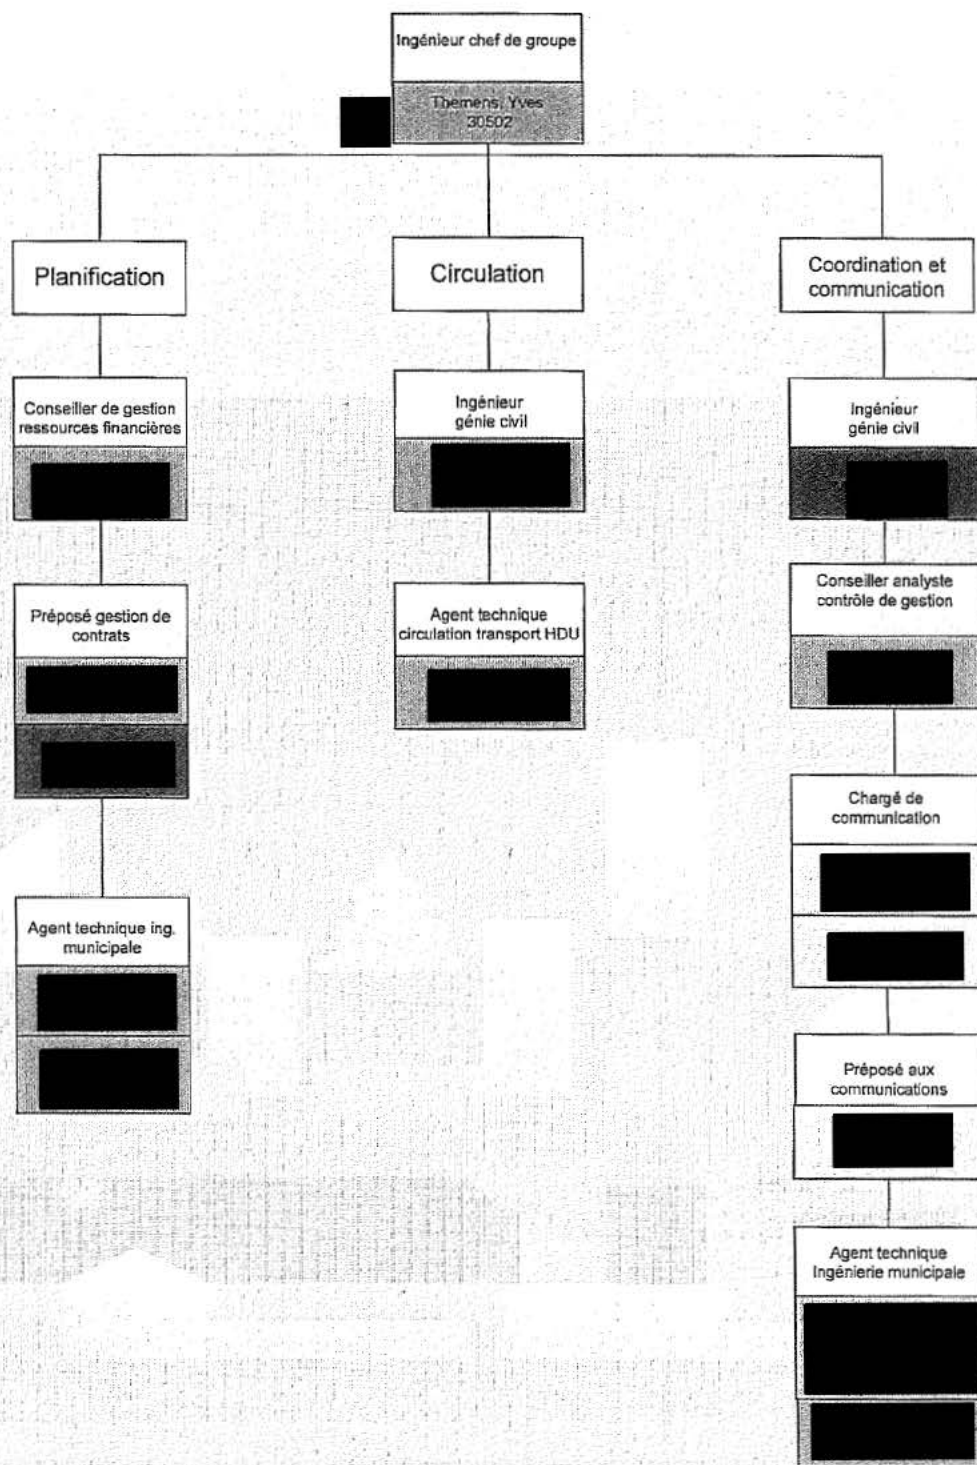 Ingénieur chef de groupe
Themens, Yves
30502
Planification
Conseiller de gestion
ressources financières
Préposé gestion de
contrats
Agent technique ing.
municipale
Circulation
Ingénieur
génie civil
Agent technique
circulation transport HDU
Coordination et
communication
Ingénieur
génie civil
Conseiller analyste
contrôle de gestion
Chargé de
communication
Préposé aux
communications
Agent technique
Ingénierie municipale